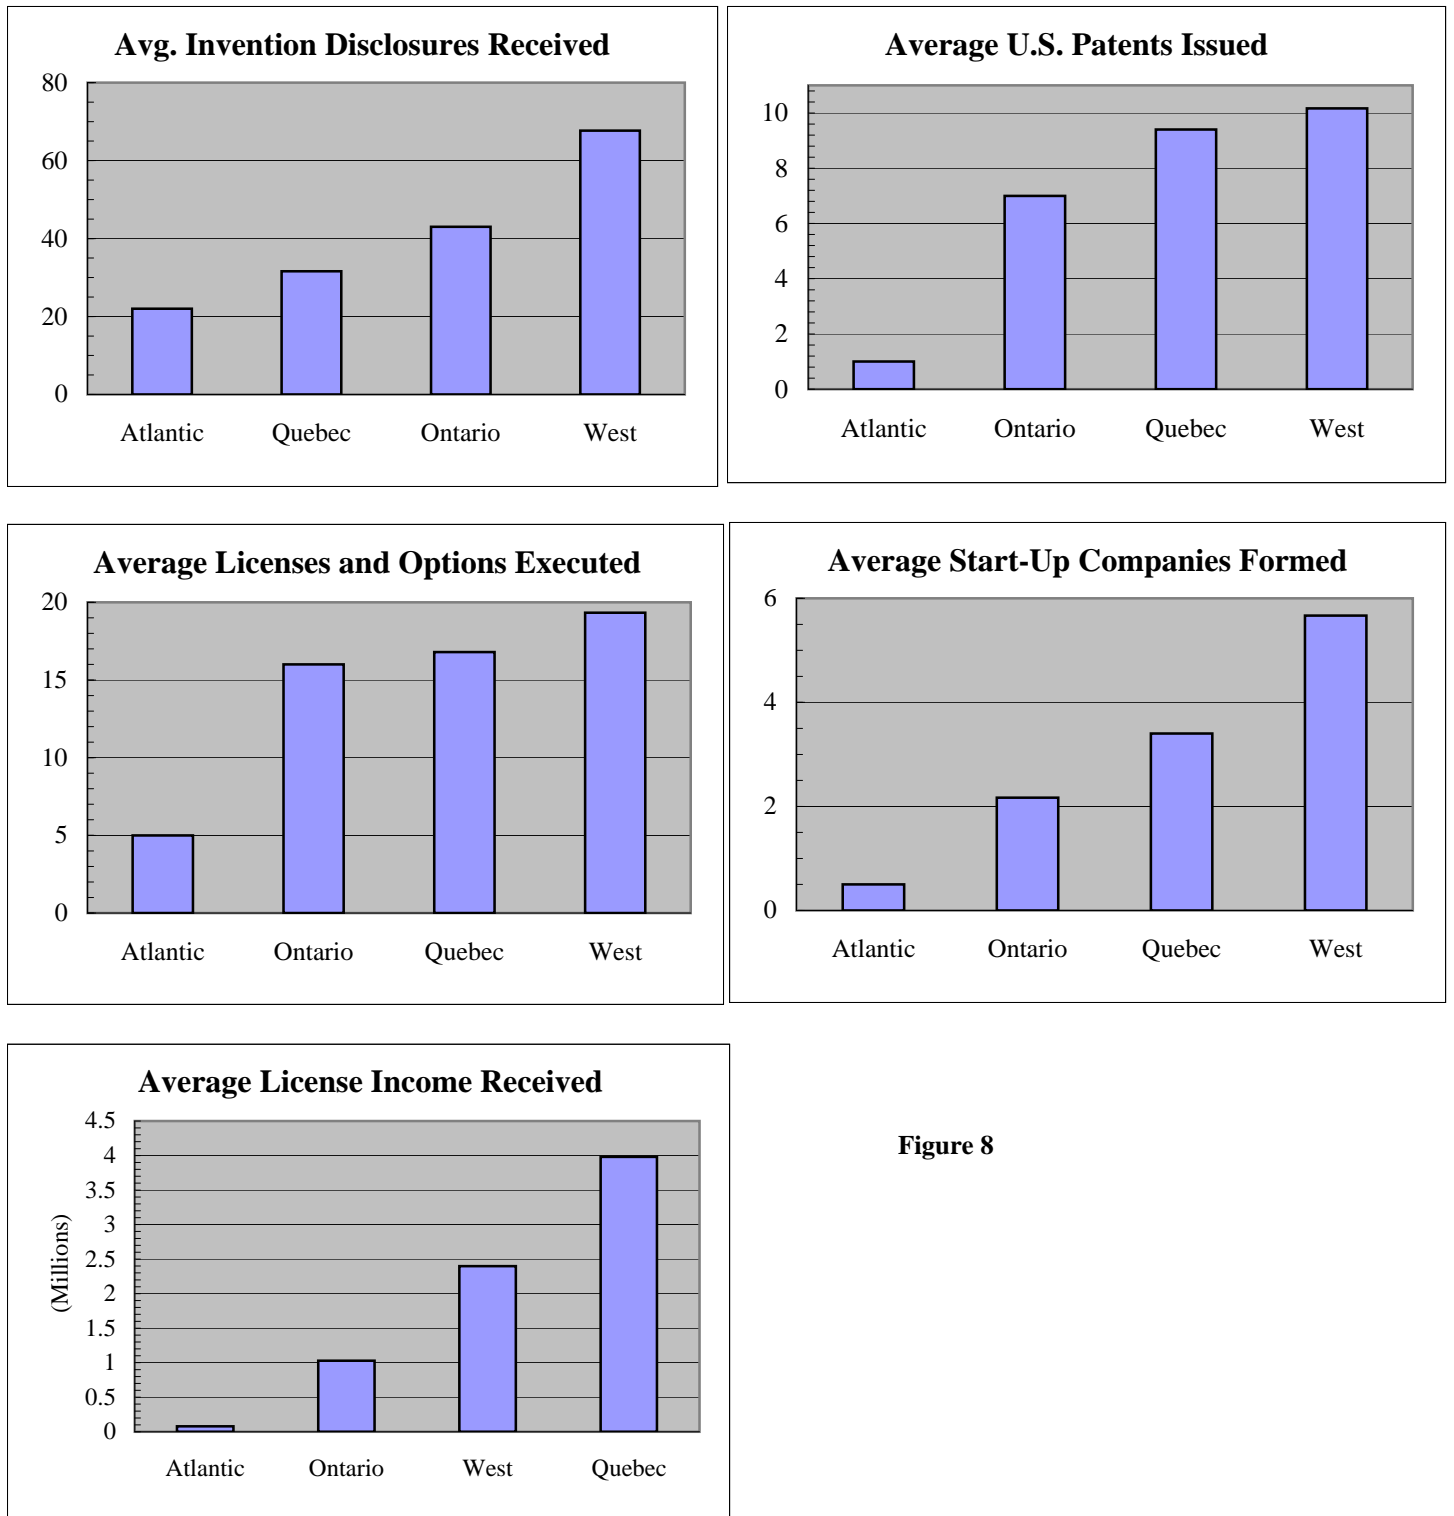 Avg. Invention Disclosures Received
80
60
40
20
0
Atlantic Quebec Ontario West
Average U.S. Patents Issued
10
8
6
4
2
0
Atlantic Ontario Quebec West
Average Licenses and Options Executed
20
15
10
5
0
Atlantic Ontario Quebec West
Average Start-Up Companies Formed
6
4
2
0
Atlantic Ontario Quebec West
Average License Income Received
(Millions)
4.5
4
3.5
3
2.5
2
1.5
1
0.5
0
Atlantic Ontario West Quebec
Figure 8